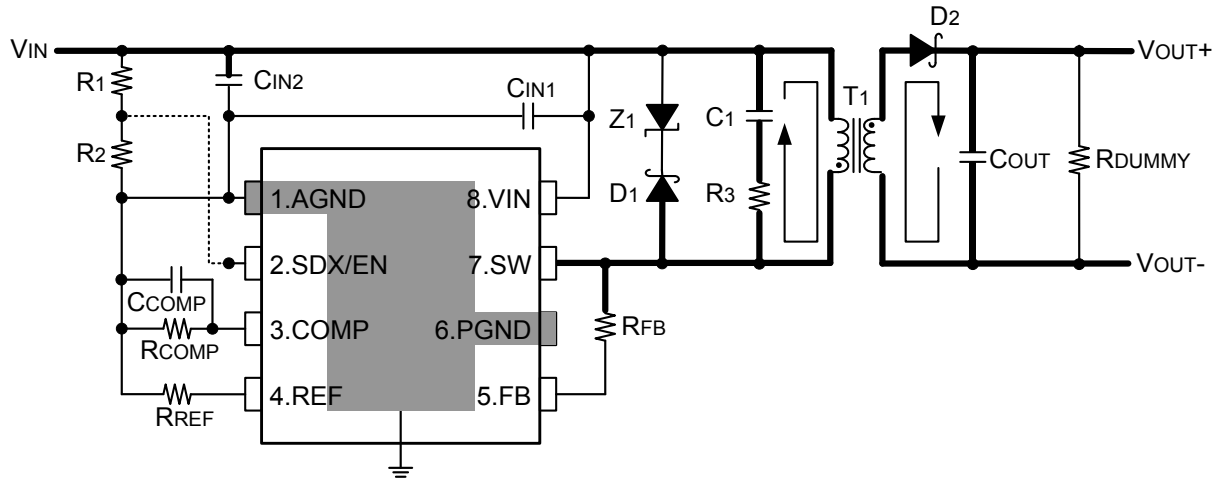 D2
VIN
VOUT+
R1
CIN2
CIN1
Z1
C1
T1
R2
COUT
RDUMMY
1.AGND
8.VIN
D1
R3
2.SDX/EN
7.SW
VOUT-
CCOMP
3.COMP
6.PGND
RFB
RCOMP
4.REF
5.FB
RREF